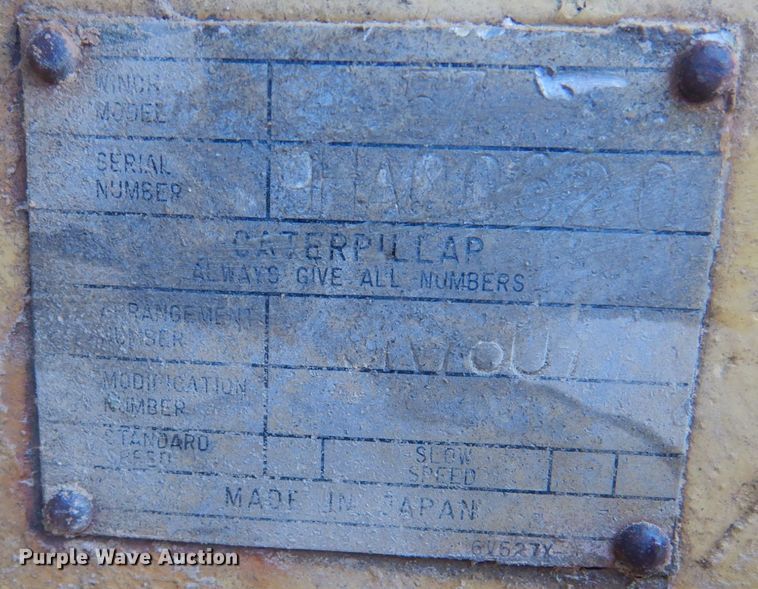 WINCH MODEL 57
SERIAL NUMBER
CATERPILLAR
ALWAYS GIVE ALL NUMBERS
ARRANGEMENT NUMBER
MODIFICATION NUMBER
STANDARD SPEED SLOW SPEED
MADE IN JAPAN
Purple Wave Auction